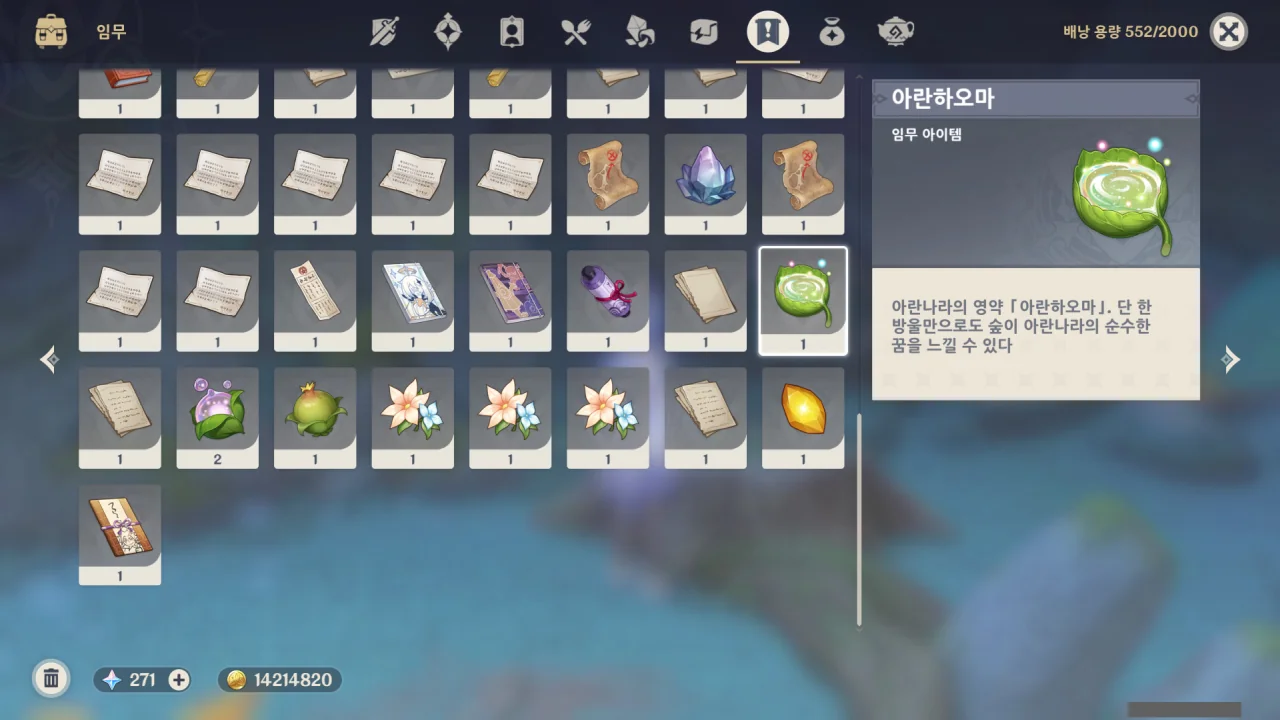 임무
배낭 용량 552/2000
1 1 1 1 1 1 1 1
1 1 1 1 1 1 1 1
1 1 1 1 1 1 1 1
1 2 1 1 1 1 1 1
1
아란하오마
임무 아이템
아란나라의 영약 「아란하오마」. 단 한
방울만으로도 숲이 아란나라의 순수한
꿈을 느낄 수 있다
271
14214820